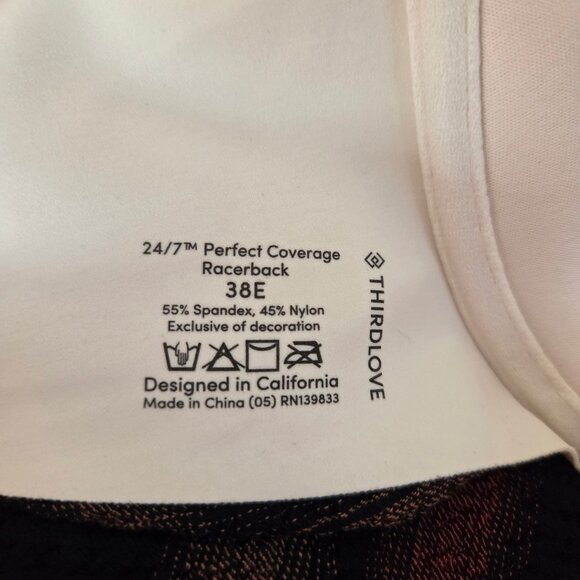 24/7™ Perfect Coverage
Racerback
38E
55% Spandex, 45% Nylon
Exclusive of decoration
Designed in California
Made in China (05) RN139833
THIRDLOVE